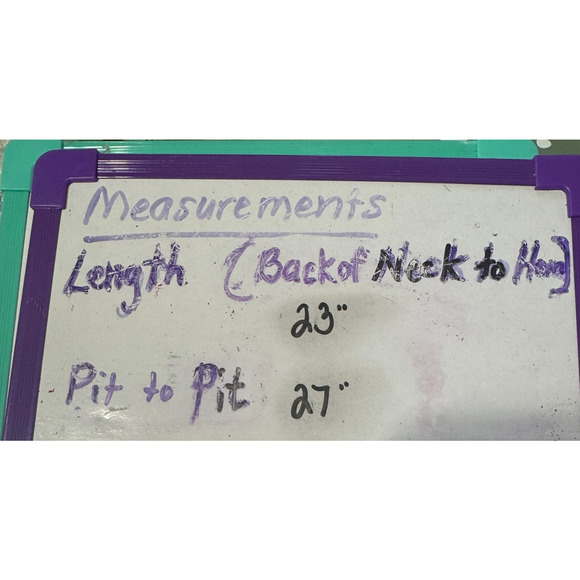 Measurements
Length (Back of Neck to Hem)
23"
Pit to Pit 27"